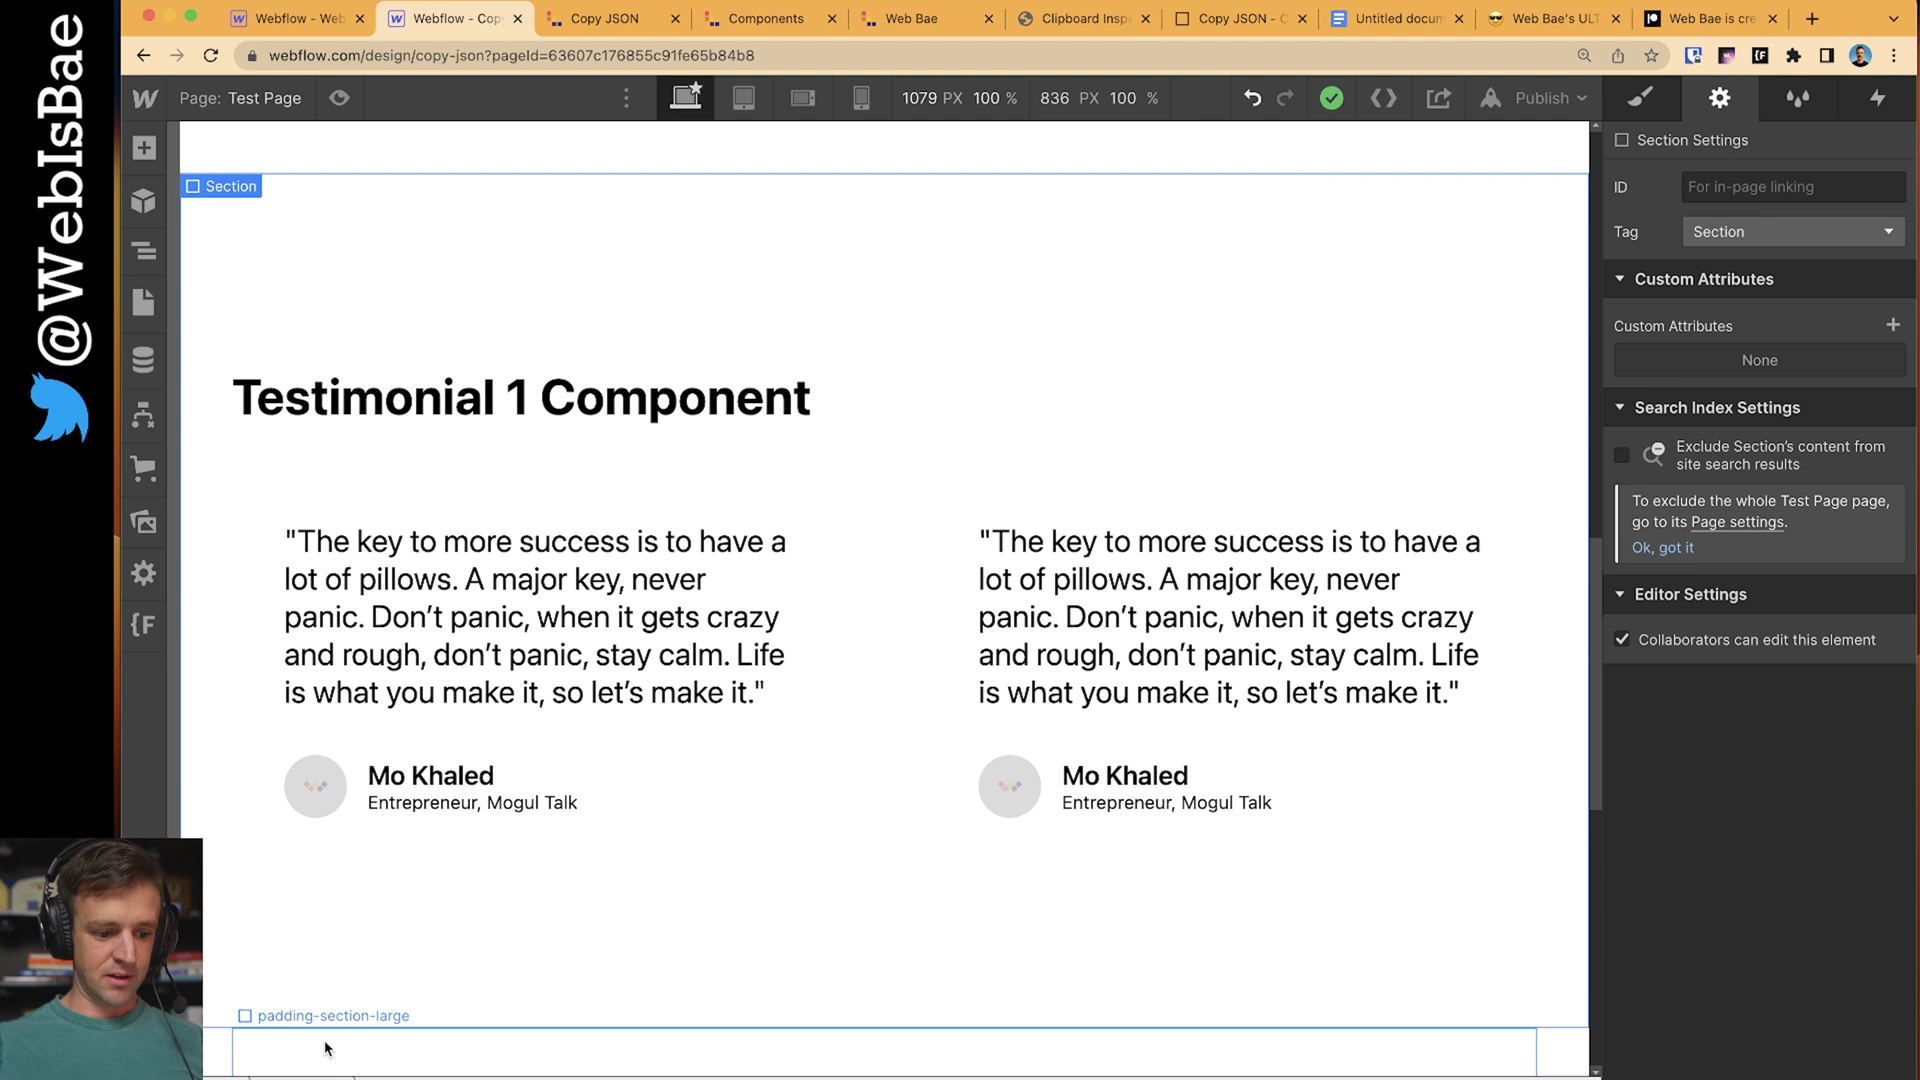 @WebIsBae
Webflow - Web
Webflow - Cop
Copy JSON
Components
Web Bae
Clipboard Inspe
Copy JSON - C
Untitled docum
Web Bae's ULT
Web Bae is cre
webflow.com/design/copy-json?pageId=63607c176855c91fe65b84b8
Page: Test Page
1079 PX 100 %
836 PX 100 %
Publish
Section
Testimonial 1 Component
"The key to more success is to have a
lot of pillows. A major key, never
panic. Don’t panic, when it gets crazy
and rough, don’t panic, stay calm. Life
is what you make it, so let’s make it."
Mo Khaled
Entrepreneur, Mogul Talk
"The key to more success is to have a
lot of pillows. A major key, never
panic. Don’t panic, when it gets crazy
and rough, don’t panic, stay calm. Life
is what you make it, so let’s make it."
Mo Khaled
Entrepreneur, Mogul Talk
padding-section-large
Section Settings
ID
For in-page linking
Tag
Section
Custom Attributes
Custom Attributes
None
Search Index Settings
Exclude Section’s content from
site search results
To exclude the whole Test Page page,
go to its Page settings.
Ok, got it
Editor Settings
Collaborators can edit this element